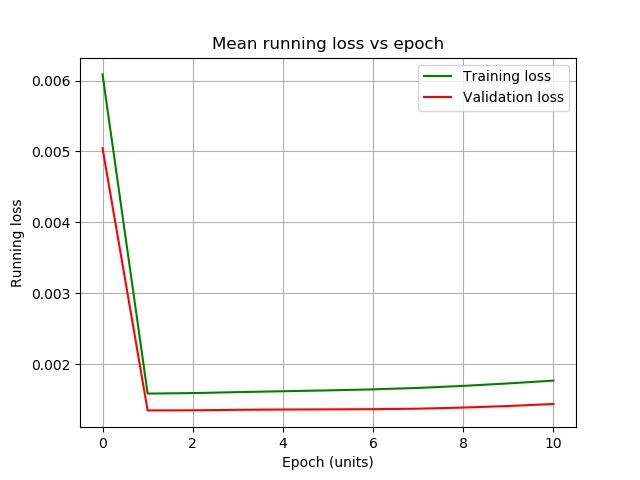 Mean running loss vs epoch
Training loss
Validation loss
0.006
0.005
0.004
0.003
0.002
Running loss
0 2 4 6 8 10
Epoch (units)